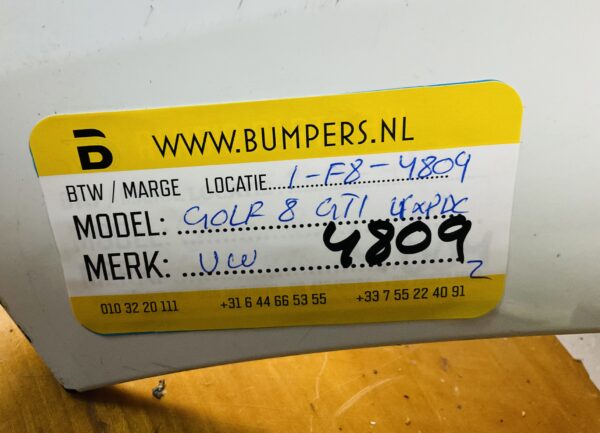 B WWW.BUMPERS.NL
BTW / MARGE LOCATIE 1-F8-4809
MODEL: GOLF 8 GTI 4xPDC
MERK: VW 4809 2
010 32 20 111 +31 6 44 66 53 55 +33 7 55 22 40 91